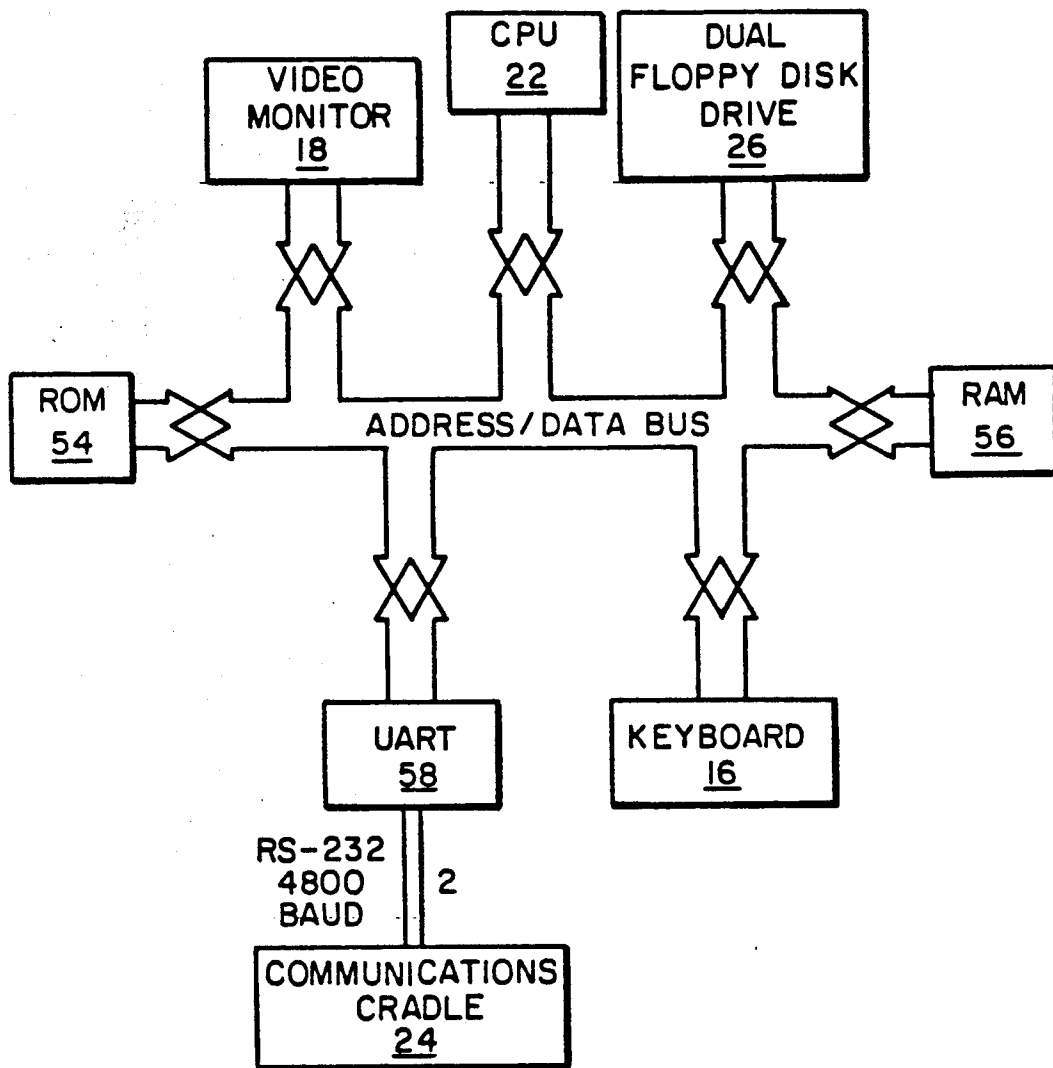 CPU
22
DUAL
FLOPPY DISK
DRIVE
26
VIDEO
MONITOR
18
ROM
54
ADDRESS/DATA BUS
RAM
56
UART
58
KEYBOARD
16
RS-232
4800
BAUD
2
COMMUNICATIONS
CRADLE
24